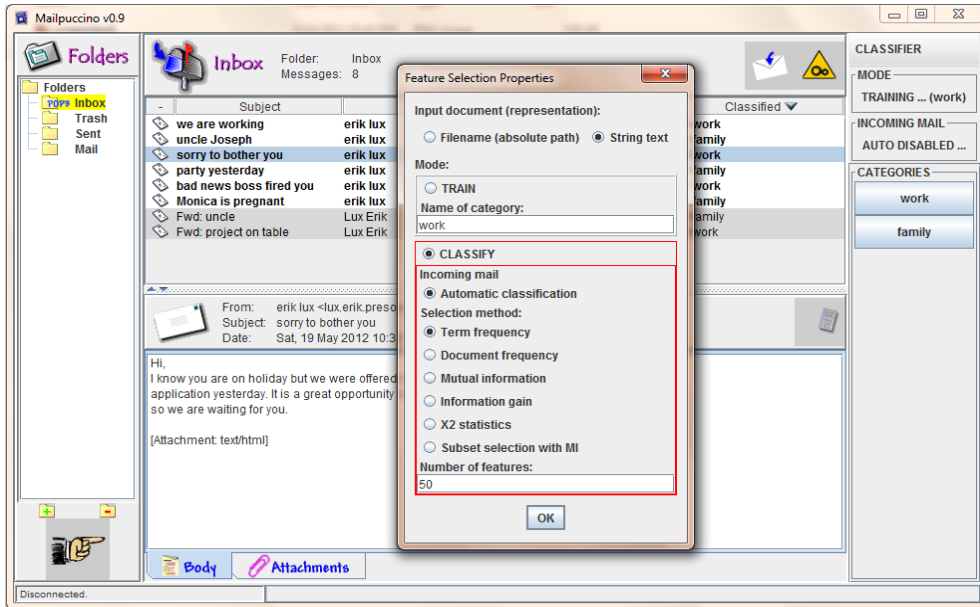 Mailpuccino v0.9
Folders
Folders
POP3 Inbox
Trash
Sent
Mail
Inbox
Folder: Inbox
Messages: 8
- Subject Classified
we are working erik lux work
uncle Joseph erik lux family
sorry to bother you erik lux work
party yesterday erik lux family
bad news boss fired you erik lux work
Monica is pregnant erik lux family
Fwd: uncle Lux Erik family
Fwd: project on table Lux Erik work
From: erik lux <lux.erik.preso
Subject: sorry to bother you
Date: Sat, 19 May 2012 10:3
Hi,
I know you are on holiday but we were offered
application yesterday. It is a great opportunity
so we are waiting for you.
[Attachment: text/html]
Body
Attachments
Disconnected.
Feature Selection Properties
Input document (representation):
Filename (absolute path) String text
Mode:
TRAIN
Name of category:
work
CLASSIFY
Incoming mail
Automatic classification
Selection method:
Term frequency
Document frequency
Mutual information
Information gain
X2 statistics
Subset selection with MI
Number of features:
50
OK
CLASSIFIER
MODE
TRAINING ... (work)
INCOMING MAIL
AUTO DISABLED ...
CATEGORIES
work
family